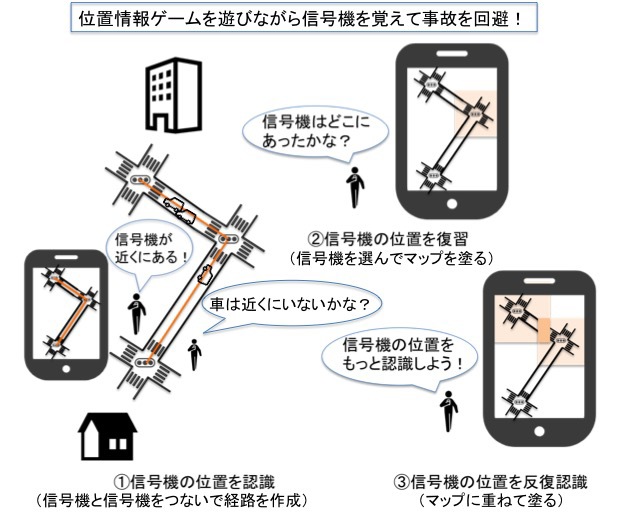 位置情報ゲームを遊びながら信号機を覚えて事故を回避!
信号機はどこに
あったかな?
②信号機の位置を復習
(信号機を選んでマップを塗る)
信号機が
近くにある!
車は近くにいないかな?
信号機の位置を
もっと認識しよう!
①信号機の位置を認識
(信号機と信号機をつないで経路を作成)
③信号機の位置を反復認識
(マップに重ねて塗る)